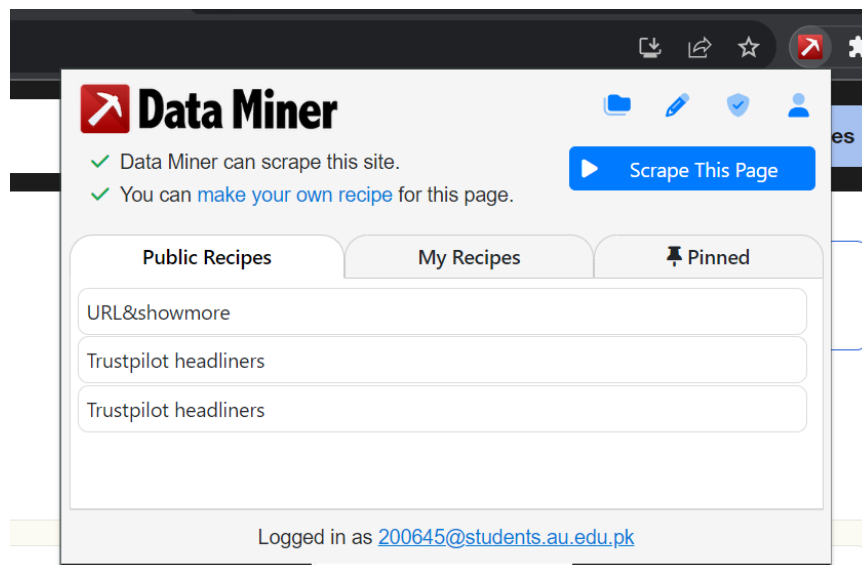 Data Miner
es
Data Miner can scrape this site.
Scrape This Page
You can make your own recipe for this page.
Public Recipes
My Recipes
Pinned
URL&showmore
Trustpilot headliners
Trustpilot headliners
Logged in as 200645@students.au.edu.pk